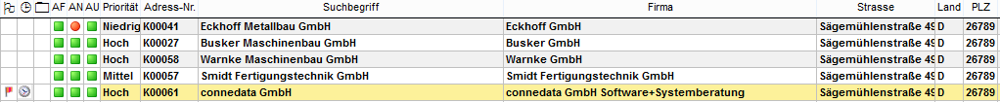 AF AN AU Priorität Adress-Nr. Suchbegriff Firma Strasse Land PLZ
Niedrig K00041 Eckhoff Metallbau GmbH Eckhoff GmbH Sägemühlenstraße 49 D 26789
Hoch K00027 Busker Maschinenbau GmbH Busker GmbH Sägemühlenstraße 49 D 26789
Hoch K00058 Warnke Maschinenbau GmbH Warnke GmbH Sägemühlenstraße 49 D 26789
Mittel K00057 Smidt Fertigungstechnik GmbH Smidt Fertigungstechnik GmbH Sägemühlenstraße 49 D 26789
Hoch K00061 connedata GmbH connedata GmbH Software+Systemberatung Sägemühlenstraße 49 D 26789